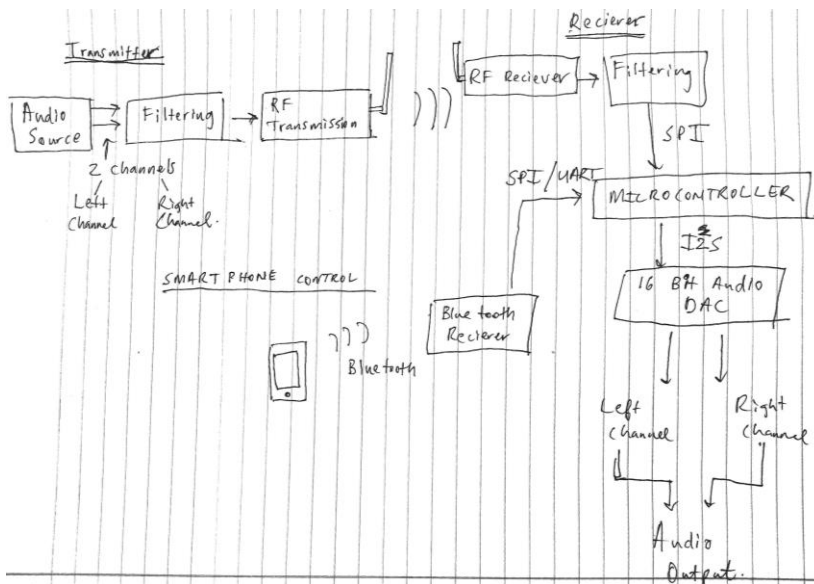 Transmitter
Audio
Source
Filtering
RF
Transmission
2 channels
Left
Channel
Right
Channel.
Reciever
RF Reciever
Filtering
SPI
SPI/UART
MICROCONTROLLER
I2S
16 Bit Audio
DAC
SMART PHONE CONTROL
Bluetooth
Blue tooth
Reciever
Left
Channel
Right
Channel
Audio
Output.